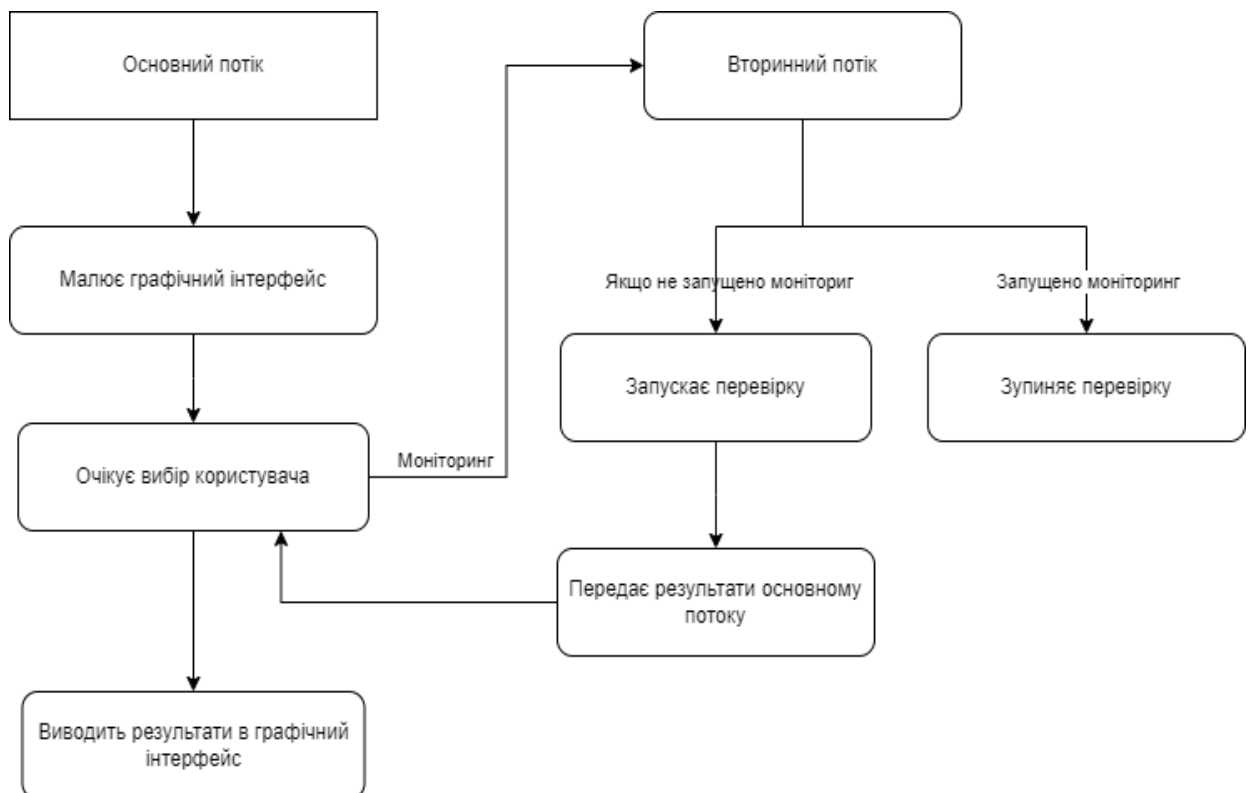 Основний потік
Вторинний потік
Малює графічний інтерфейс
Якщо не запущено моніториг
Запущено моніторинг
Запускає перевірку
Зупиняє перевірку
Очікує вибір користувача
Моніторинг
Передає результати основному
потоку
Виводить результати в графічний
інтерфейс